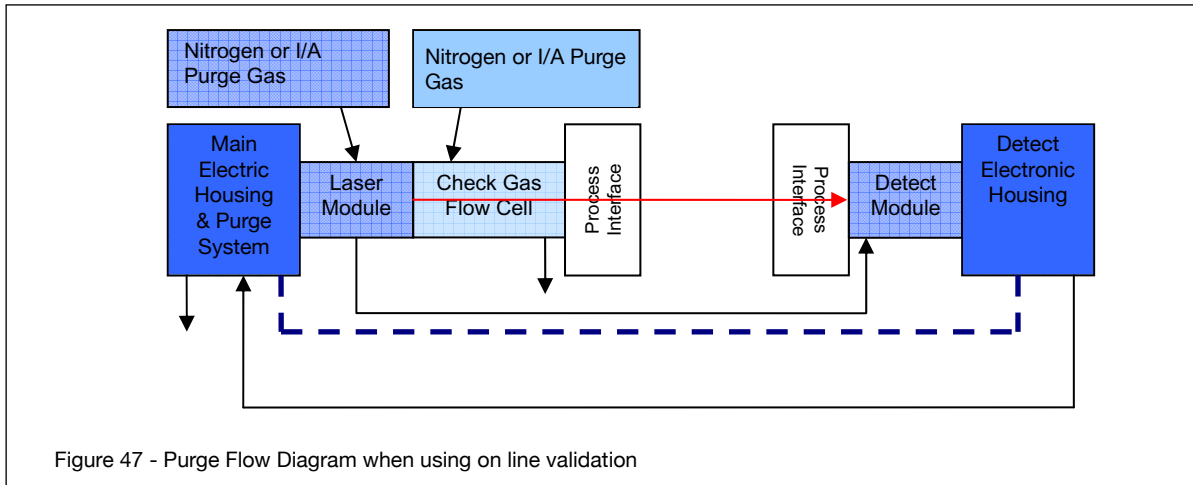 Nitrogen or I/A
Purge Gas
Nitrogen or I/A Purge
Gas
Main
Electric
Housing
& Purge
System
Laser
Module
Check Gas
Flow Cell
Process
Interface
Process
Interface
Detect
Module
Detect
Electronic
Housing
Figure 47 - Purge Flow Diagram when using on line validation